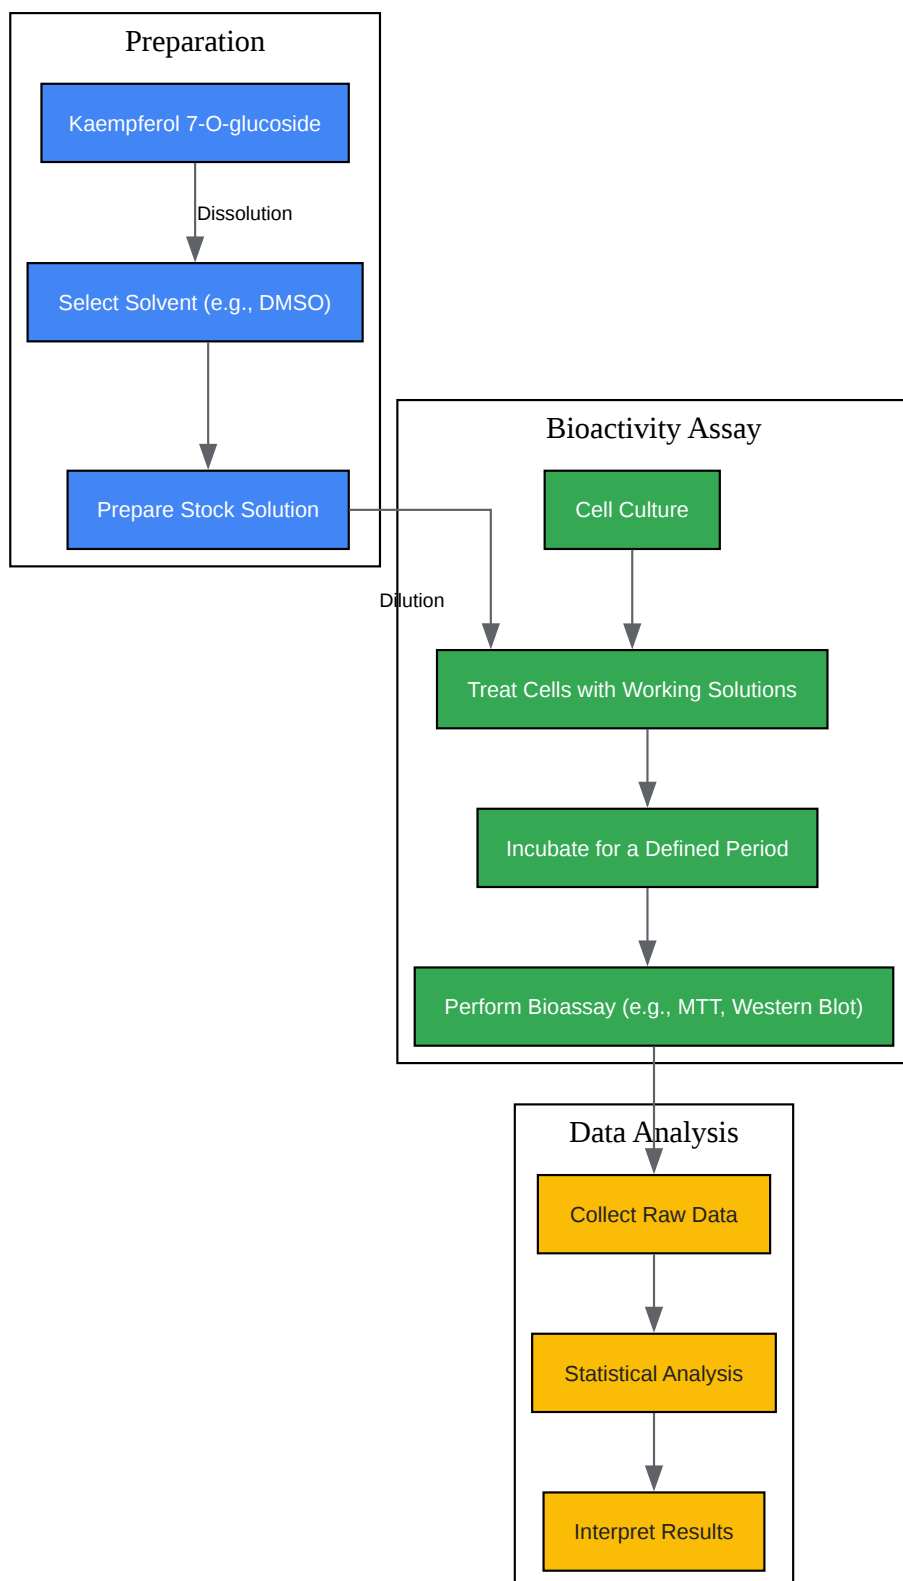 Preparation
Kaempferol 7-O-glucoside
Dissolution
Select Solvent (e.g., DMSO)
Prepare Stock Solution
Bioactivity Assay
Cell Culture
Dilution
Treat Cells with Working Solutions
Incubate for a Defined Period
Perform Bioassay (e.g., MTT, Western Blot)
Data Analysis
Collect Raw Data
Statistical Analysis
Interpret Results